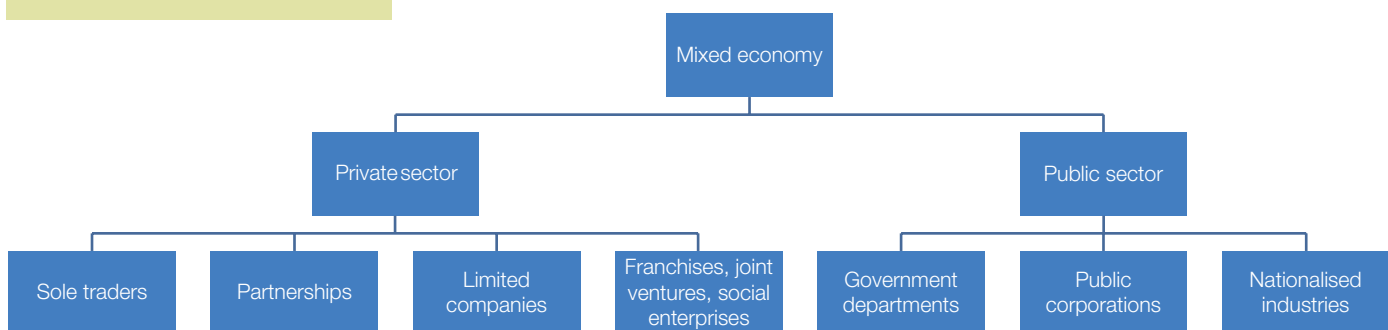 Mixed economy
Private sector
Public sector
Sole traders
Partnerships
Limited
companies
Franchises, joint
ventures, social
enterprises
Government
departments
Public
corporations
Nationalised
industries